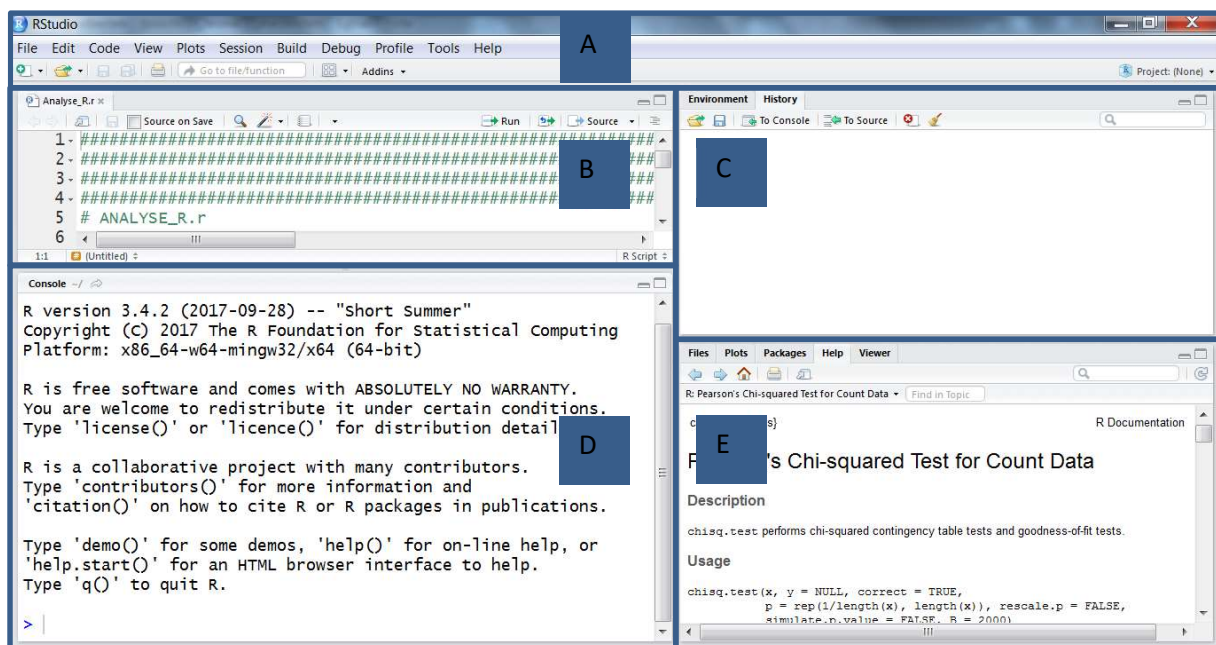 RStudio
File Edit Code View Plots Session Build Debug Profile Tools Help
A
Go to file/function Addins
Project: (None)
Analyse_R.r
Source on Save Run Source
1
2
3
4
5 # ANALYSE_R.r
6
B
1:1 (Untitled) R Script
Environment History
To Console To Source
C
Console ~/
R version 3.4.2 (2017-09-28) -- "Short Summer"
Copyright (C) 2017 The R Foundation for Statistical Computing
Platform: x86_64-w64-mingw32/x64 (64-bit)
R is free software and comes with ABSOLUTELY NO WARRANTY.
You are welcome to redistribute it under certain conditions.
Type 'license()' or 'licence()' for distribution detail
D
R is a collaborative project with many contributors.
Type 'contributors()' for more information and
'citation()' on how to cite R or R packages in publications.
Type 'demo()' for some demos, 'help()' for on-line help, or
'help.start()' for an HTML browser interface to help.
Type 'q()' to quit R.
>
Files Plots Packages Help Viewer
R: Pearson's Chi-squared Test for Count Data Find in Topic
R Documentation
E
's Chi-squared Test for Count Data
Description
chisq.test performs chi-squared contingency table tests and goodness-of-fit tests.
Usage
chisq.test(x, y = NULL, correct = TRUE,
p = rep(1/length(x), length(x)), rescale.p = FALSE,
simulate.p.value = FALSE, B = 2000)